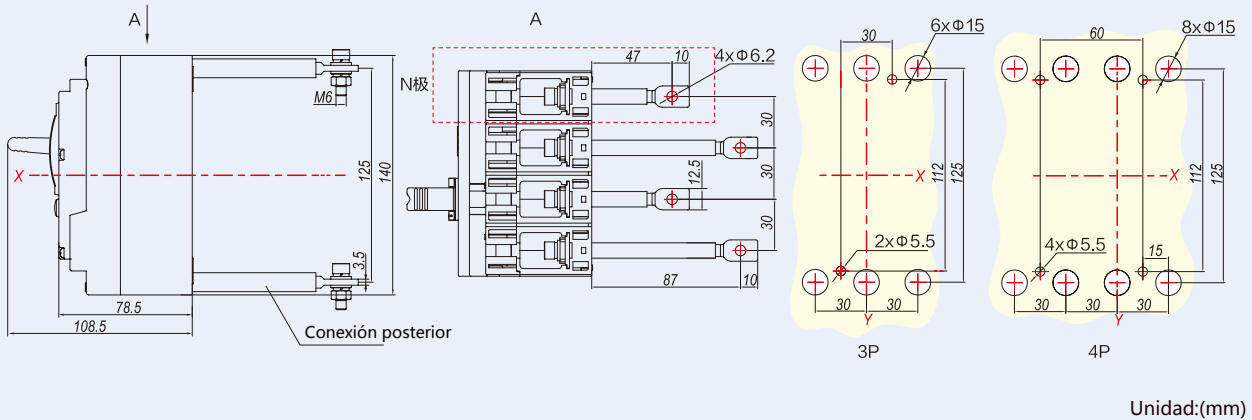 A
X
M6
125
140
3.5
78.5
108.5
Conexión posterior
A
N极
47
10
4xΦ6.2
30
30
30
12.5
87
10
6xΦ15
30
X
112
125
2xΦ5.5
30
30
Y
3P
8xΦ15
60
X
112
125
4xΦ5.5
15
30
30
30
Y
4P
Unidad:(mm)